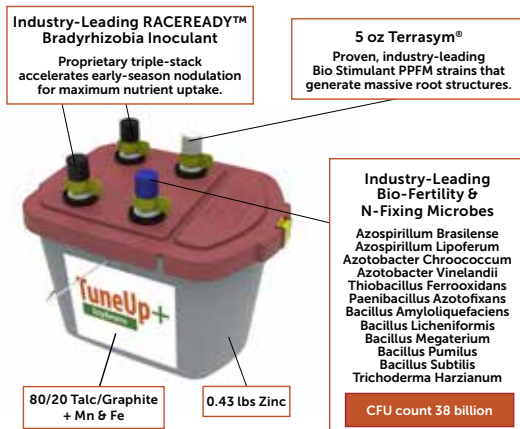 Industry-Leading RACEREADY™
Bradyrhizobia Inoculant
Proprietary triple-stack
accelerates early-season nodulation
for maximum nutrient uptake.
5 oz Terrasym®
Proven, industry-leading
Bio Stimulant PPFM strains that
generate massive root structures.
Industry-Leading
Bio-Fertility &
N-Fixing Microbes
Azospirillum Brasilense
Azospirillum Lipoferum
Azotobacter Chroococcum
Azotobacter Vinelandii
Thiobacillus Ferrooxidans
Paenibacillus Azotofixans
Bacillus Amyloliquefaciens
Bacillus Licheniformis
Bacillus Megaterium
Bacillus Pumilus
Bacillus Subtilis
Trichoderma Harzianum
CFU count 38 billion
TuneUp+
Soybeans
80/20 Talc/Graphite
+ Mn & Fe
0.43 lbs Zinc